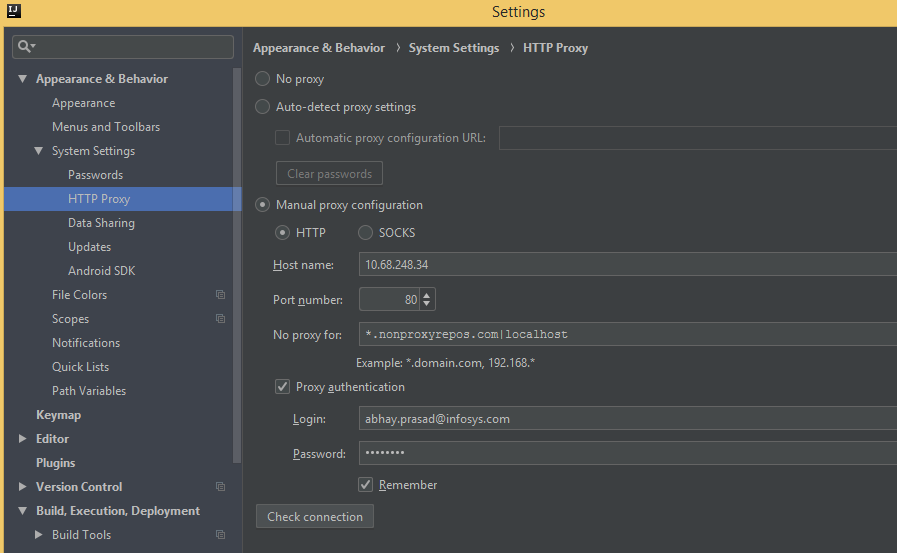 IJ
Settings
Appearance & Behavior
Appearance
Menus and Toolbars
System Settings
Passwords
HTTP Proxy
Data Sharing
Updates
Android SDK
File Colors
Scopes
Notifications
Quick Lists
Path Variables
Keymap
Editor
Plugins
Version Control
Build, Execution, Deployment
Build Tools
Appearance & Behavior › System Settings › HTTP Proxy
No proxy
Auto-detect proxy settings
Automatic proxy configuration URL:
Clear passwords
Manual proxy configuration
HTTP SOCKS
Host name: 10.68.248.34
Port number: 80
No proxy for: *.nonproxyrepos.com|localhost
Example: *.domain.com, 192.168.*
Proxy authentication
Login: abhay.prasad@infosys.com
Password: ••••••••
Remember
Check connection